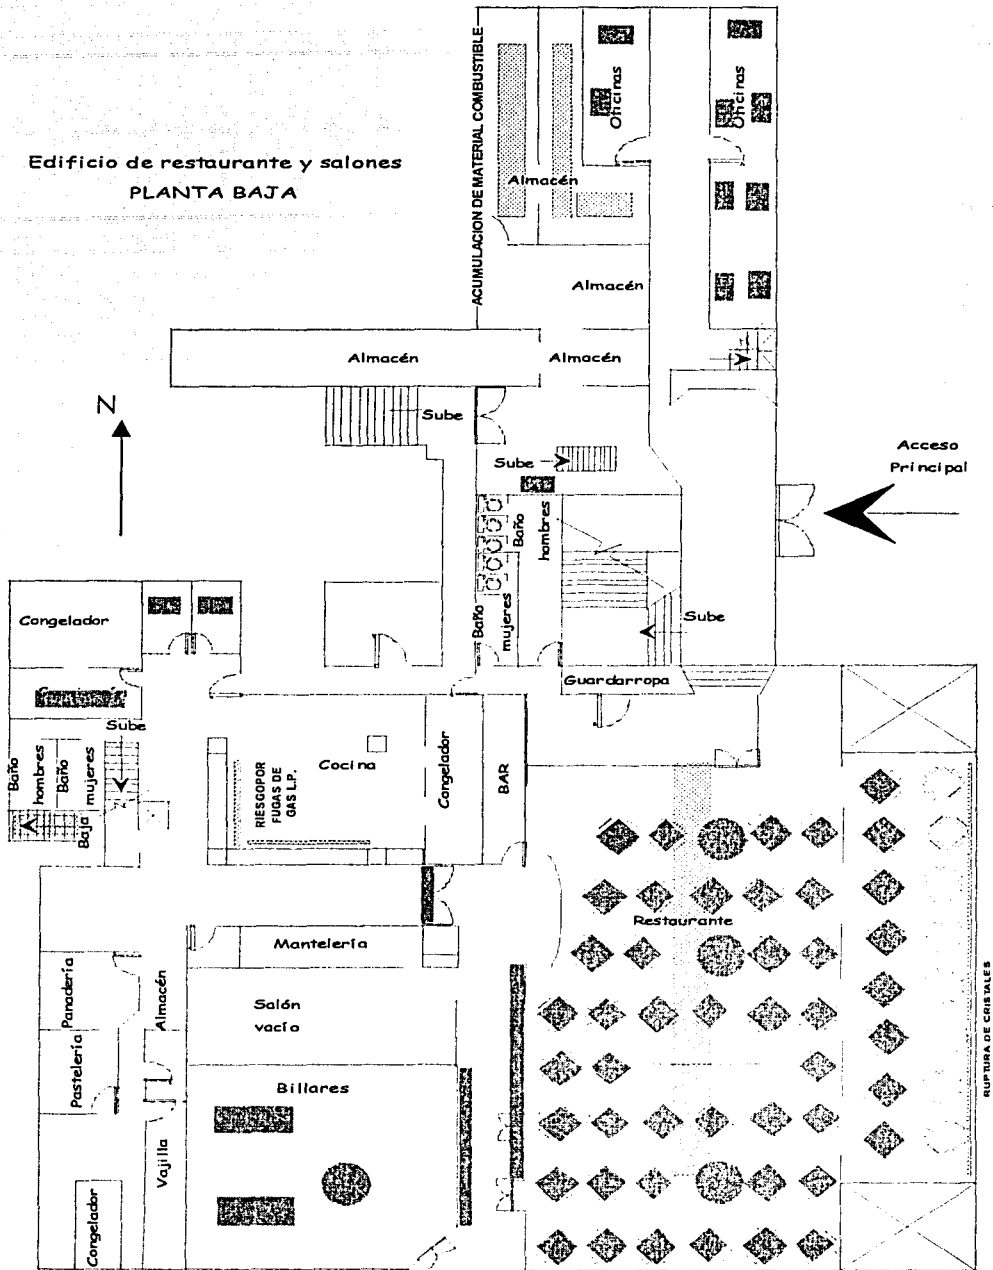 Edificio de restaurante y salones
PLANTA BAJA
ACUMULACION DE MATERIAL COMBUSTIBLE
Oficinas
Oficinas
Almacén
Almacén
Almacén
Almacén
N
Sube
Sube
Acceso
Principal
Baño
hombres
Baño
mujeres
Sube
Guardarropa
Congelador
Sube
Baño
hombres
Baño
mujeres
Baja
Cocina
RIESGOPOR
FUGAS DE
GAS L.P.
Congelador
BAR
Restaurante
Mantelería
Panadería
Almacén
Salón
vacío
Pastelería
Billares
Vajilla
Congelador
RUPTURA DE CRISTALES